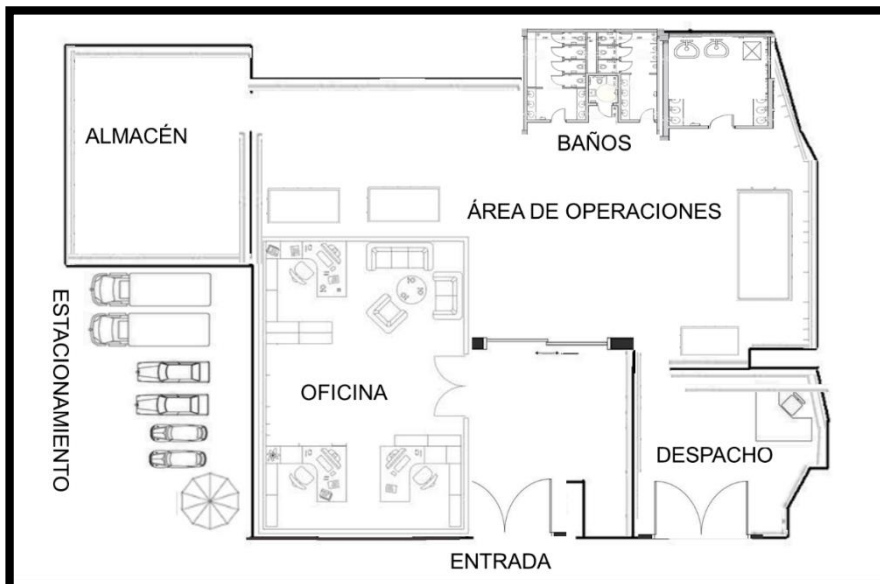 ALMACÉN
BAÑOS
ÁREA DE OPERACIONES
ESTACIONAMIENTO
OFICINA
DESPACHO
ENTRADA